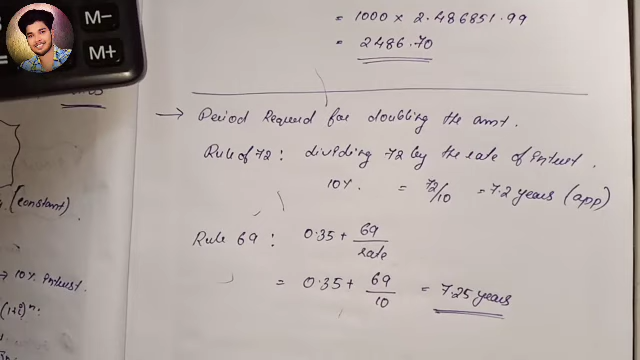 M-
M+
=
= 1000 × 2.486851.99
= 2486.70
→ Period Required for doubling the amt.
Rule of 72 : dividing 72 by the rate of interest.
10%. = 72/10 = 7.2 years (app)
Rule 69 : 0.35 + 69/rate
= 0.35 + 69/10 = 7.25 years
(constant)
→ 10% interest.
(1+i)ⁿ.